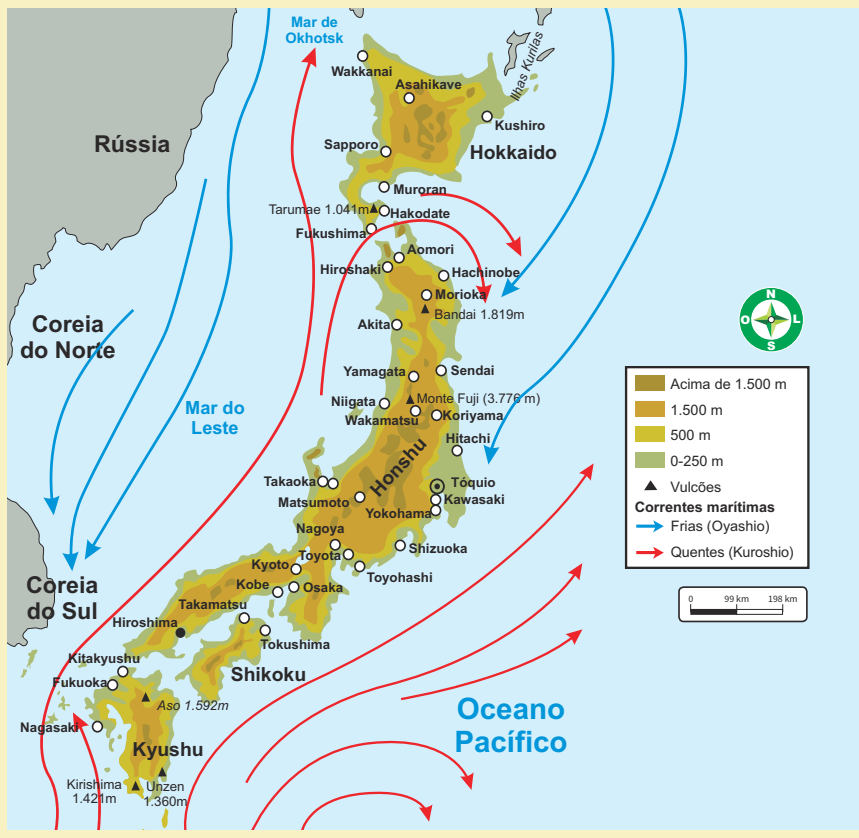 Mar de
Okhotsk
Wakkanai
Ilhas Kurilas
Asahikave
Kushiro
Rússia
Sapporo
Hokkaido
Muroran
Tarumae 1.041m
Hakodate
Fukushima
Aomori
Hiroshaki
Hachinobe
Morioka
Bandai 1.819m
N
O
L
S
Coreia
do Norte
Akita
Yamagata
Sendai
Mar do
Leste
Niigata
Monte Fuji (3.776 m)
Wakamatsu
Koriyama
Hitachi
Honshu
Takaoka
Tóquio
Matsumoto
Kawasaki
Yokohama
Nagoya
Toyota
Shizuoka
Kyoto
Toyohashi
Kobe
Osaka
Coreia
do Sul
Takamatsu
Hiroshima
Tokushima
Kitakyushu
Shikoku
Fukuoka
Aso 1.592m
Nagasaki
Kyushu
Oceano
Pacífico
Kirishima
1.421m
Unzen
1.360m
Acima de 1.500 m
1.500 m
500 m
0-250 m
Vulcões
Correntes marítimas
Frias (Oyashio)
Quentes (Kuroshio)
0 99 km 198 km